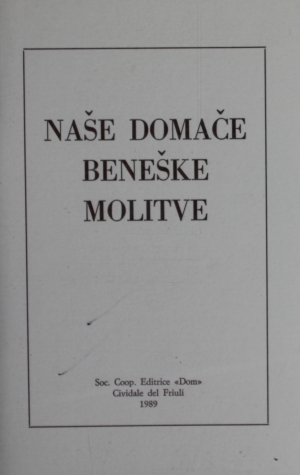 NAŠE DOMAČE
BENEŠKE
MOLITVE
Soc. Coop. Editrice «Dom»
Cividale del Friuli
1989